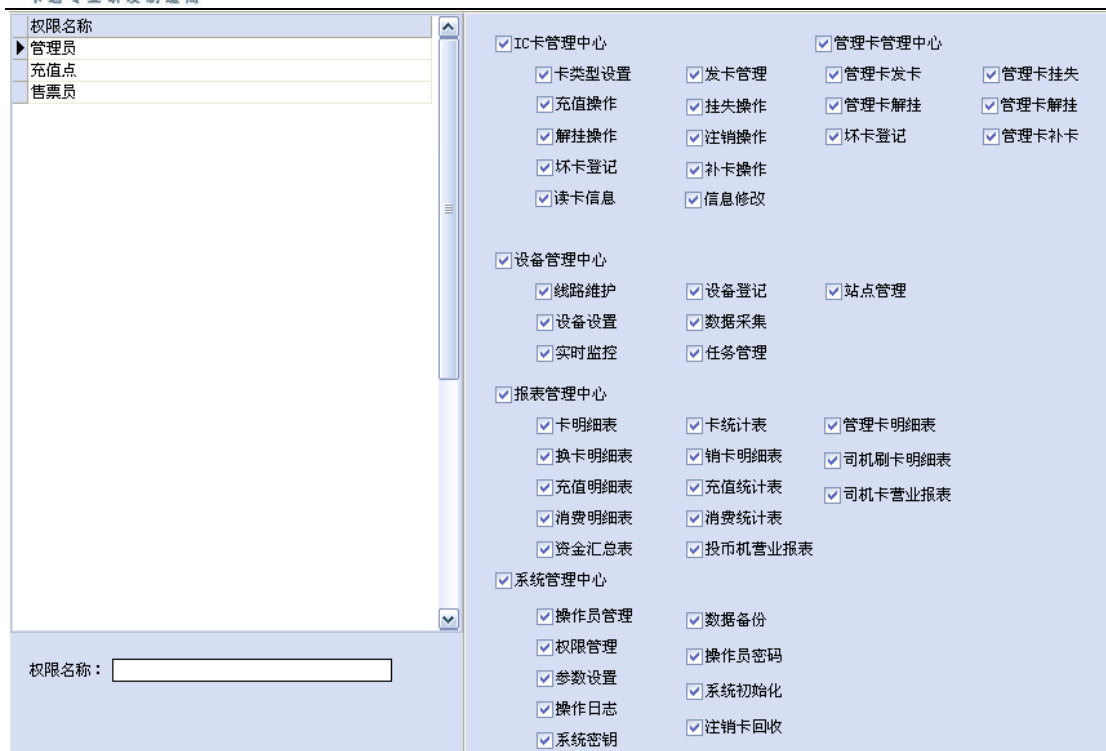 权限名称
管理员
充值点
售票员
权限名称：
IC卡管理中心 管理卡管理中心
卡类型设置 发卡管理 管理卡发卡 管理卡挂失
充值操作 挂失操作 管理卡解挂 管理卡解挂
解挂操作 注销操作 坏卡登记 管理卡补卡
坏卡登记 补卡操作
读卡信息 信息修改
设备管理中心
线路维护 设备登记 站点管理
设备设置 数据采集
实时监控 任务管理
报表管理中心
卡明细表 卡统计表 管理卡明细表
换卡明细表 销卡明细表 司机刷卡明细表
充值明细表 充值统计表 司机卡营业报表
消费明细表 消费统计表
资金汇总表 投币机营业报表
系统管理中心
操作员管理 数据备份
权限管理 操作员密码
参数设置 系统初始化
操作日志 注销卡回收
系统密钥